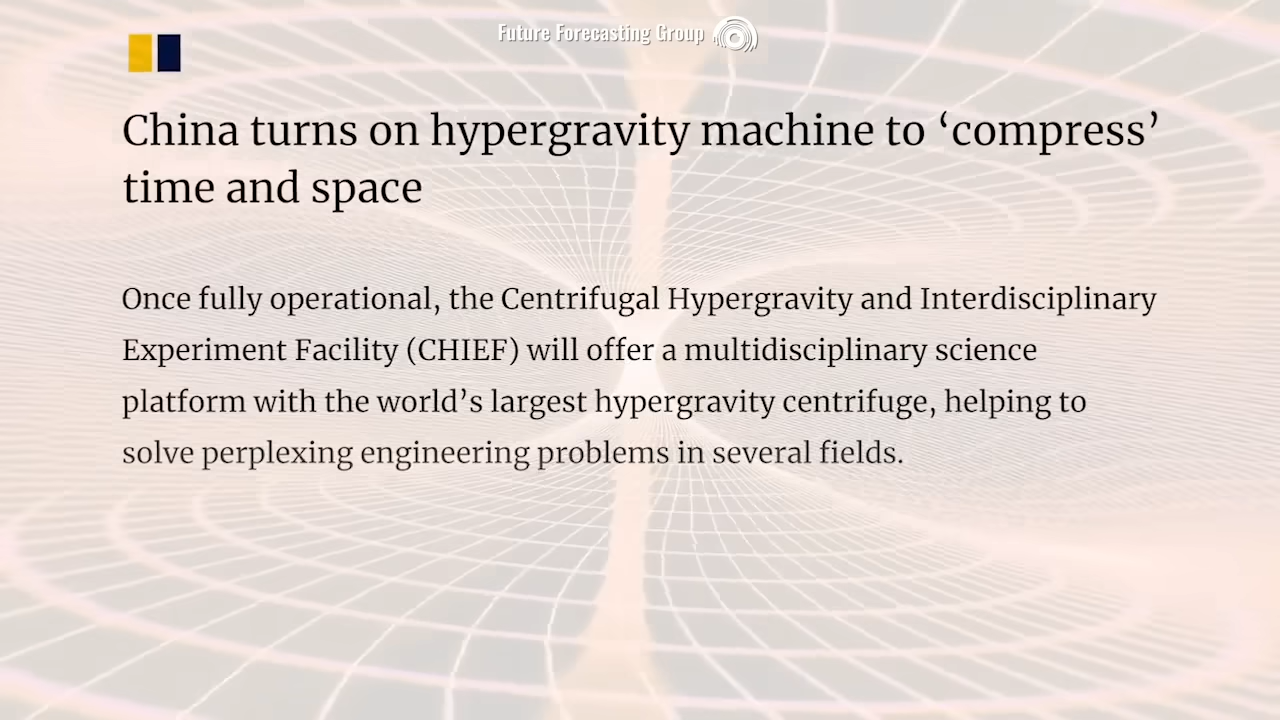 Future Forecasting Group
China turns on hypergravity machine to ‘compress’
time and space
Once fully operational, the Centrifugal Hypergravity and Interdisciplinary
Experiment Facility (CHIEF) will offer a multidisciplinary science
platform with the world’s largest hypergravity centrifuge, helping to
solve perplexing engineering problems in several fields.